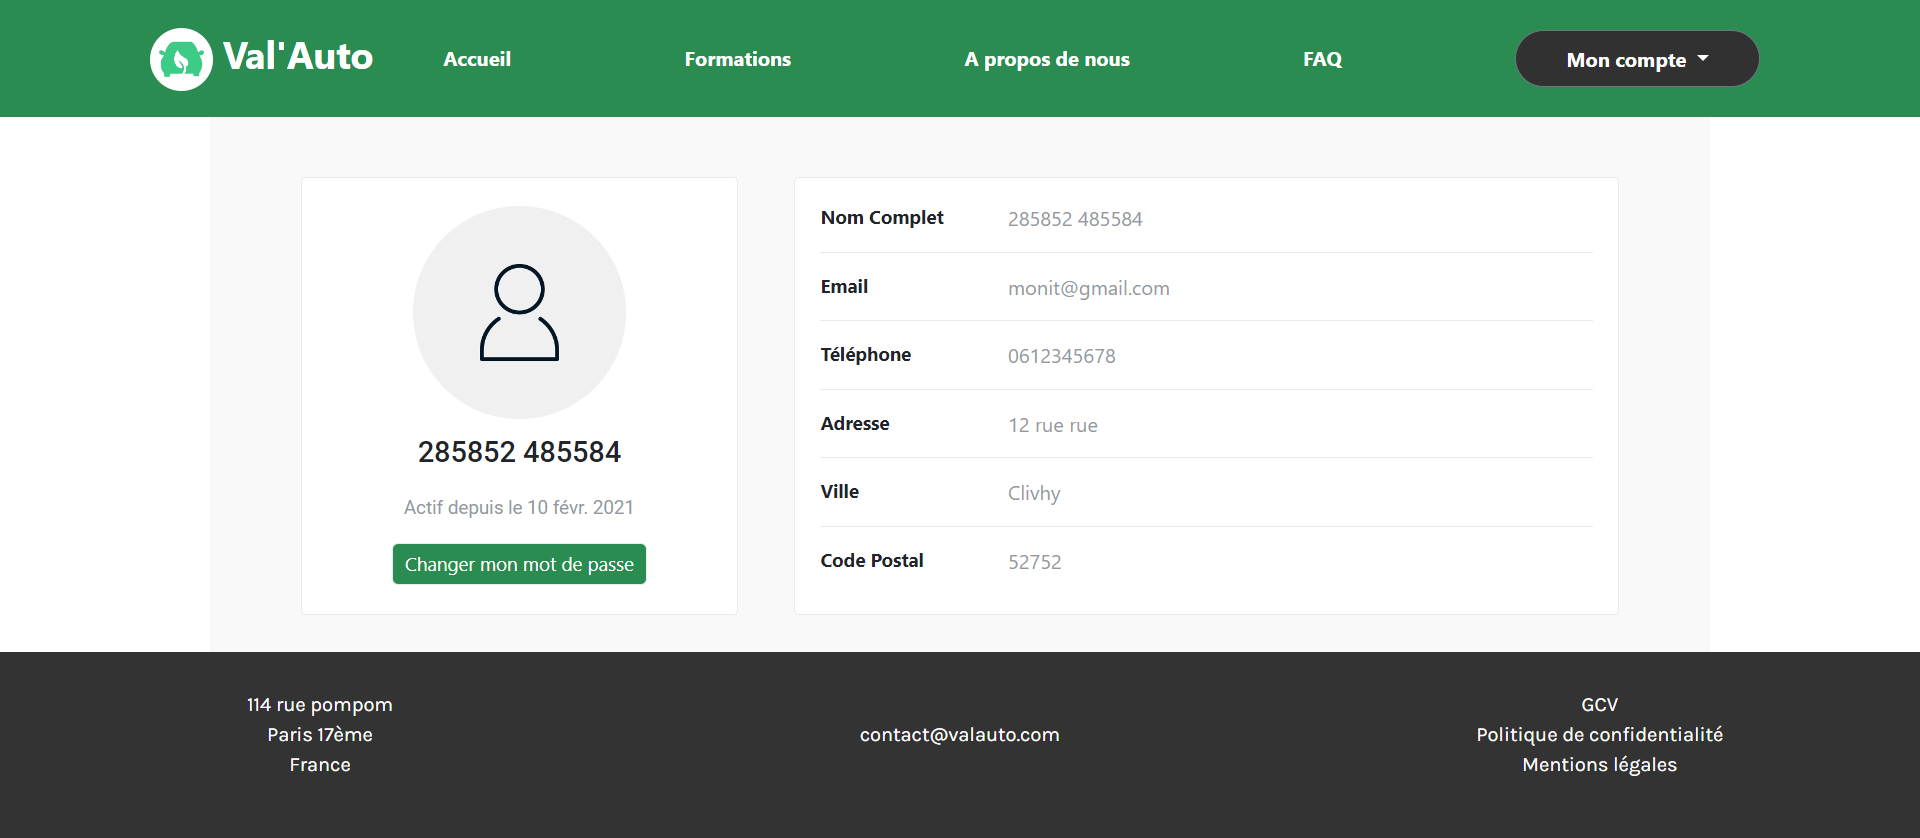 Val'Auto
Accueil
Formations
A propos de nous
FAQ
Mon compte
285852 485584
Actif depuis le 10 févr. 2021
Changer mon mot de passe
Nom Complet 285852 485584
Email monit@gmail.com
Téléphone 0612345678
Adresse 12 rue rue
Ville Clivhy
Code Postal 52752
114 rue pompom
Paris 17ème
France
contact@valauto.com
GCV
Politique de confidentialité
Mentions légales